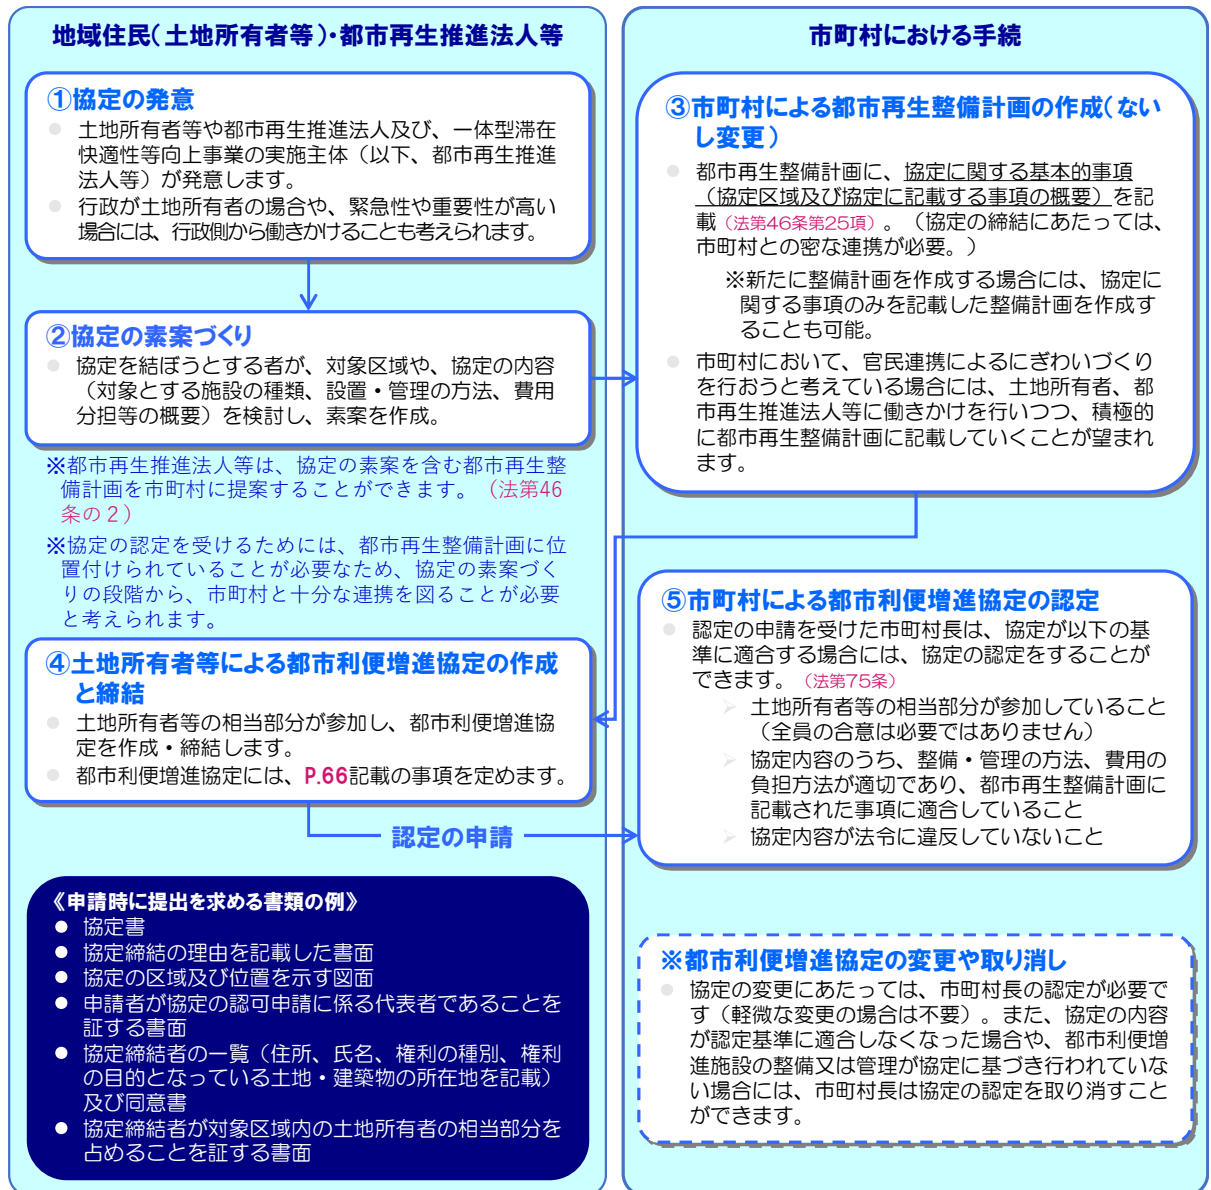 地域住民（土地所有者等）・都市再生推進法人等
①協定の発意
● 土地所有者等や都市再生推進法人及び、一体型滞在
快適性等向上事業の実施主体（以下、都市再生推進
法人等）が発意します。
● 行政が土地所有者の場合や、緊急性や重要性が高い
場合には、行政側から働きかけることも考えられます。
②協定の素案づくり
● 協定を結ぼうとする者が、対象区域や、協定の内容
（対象とする施設の種類、設置・管理の方法、費用
分担等の概要）を検討し、素案を作成。
※都市再生推進法人等は、協定の素案を含む都市再生整
備計画を市町村に提案することができます。（法第46
条の２）
※協定の認定を受けるためには、都市再生整備計画に位
置付けられていることが必要なため、協定の素案づく
りの段階から、市町村と十分な連携を図ることが必要
と考えられます。
④土地所有者等による都市利便増進協定の作成
と締結
● 土地所有者等の相当部分が参加し、都市利便増進協
定を作成・締結します。
● 都市利便増進協定には、P.66記載の事項を定めます。
認定の申請
《申請時に提出を求める書類の例》
● 協定書
● 協定締結の理由を記載した書面
● 協定の区域及び位置を示す図面
● 申請者が協定の認可申請に係る代表者であることを
証する書面
● 協定締結者の一覧（住所、氏名、権利の種別、権利
の目的となっている土地・建築物の所在地を記載）
及び同意書
● 協定締結者が対象区域内の土地所有者の相当部分を
占めることを証する書面
市町村における手続
③市町村による都市再生整備計画の作成（ない
し変更）
● 都市再生整備計画に、協定に関する基本的事項
（協定区域及び協定に記載する事項の概要）を記
載（法第46条第25項）。（協定の締結にあたっては、
市町村との密な連携が必要。）
※新たに整備計画を作成する場合には、協定に
関する事項のみを記載した整備計画を作成す
ることも可能。
● 市町村において、官民連携によるにぎわいづくり
を行おうと考えている場合には、土地所有者、都
市再生推進法人等に働きかけを行いつつ、積極的
に都市再生整備計画に記載していくことが望まれ
ます。
⑤市町村による都市利便増進協定の認定
● 認定の申請を受けた市町村長は、協定が以下の基
準に適合する場合には、協定の認定をすることが
できます。（法第75条）
➢ 土地所有者等の相当部分が参加していること
（全員の合意は必要ではありません）
➢ 協定内容のうち、整備・管理の方法、費用の
負担方法が適切であり、都市再生整備計画に
記載された事項に適合していること
➢ 協定内容が法令に違反していないこと
※都市利便増進協定の変更や取り消し
● 協定の変更にあたっては、市町村長の認定が必要で
す（軽微な変更の場合は不要）。また、協定の内容
が認定基準に適合しなくなった場合や、都市利便増
進施設の整備又は管理が協定に基づき行われていな
い場合には、市町村長は協定の認定を取り消すこと
ができます。